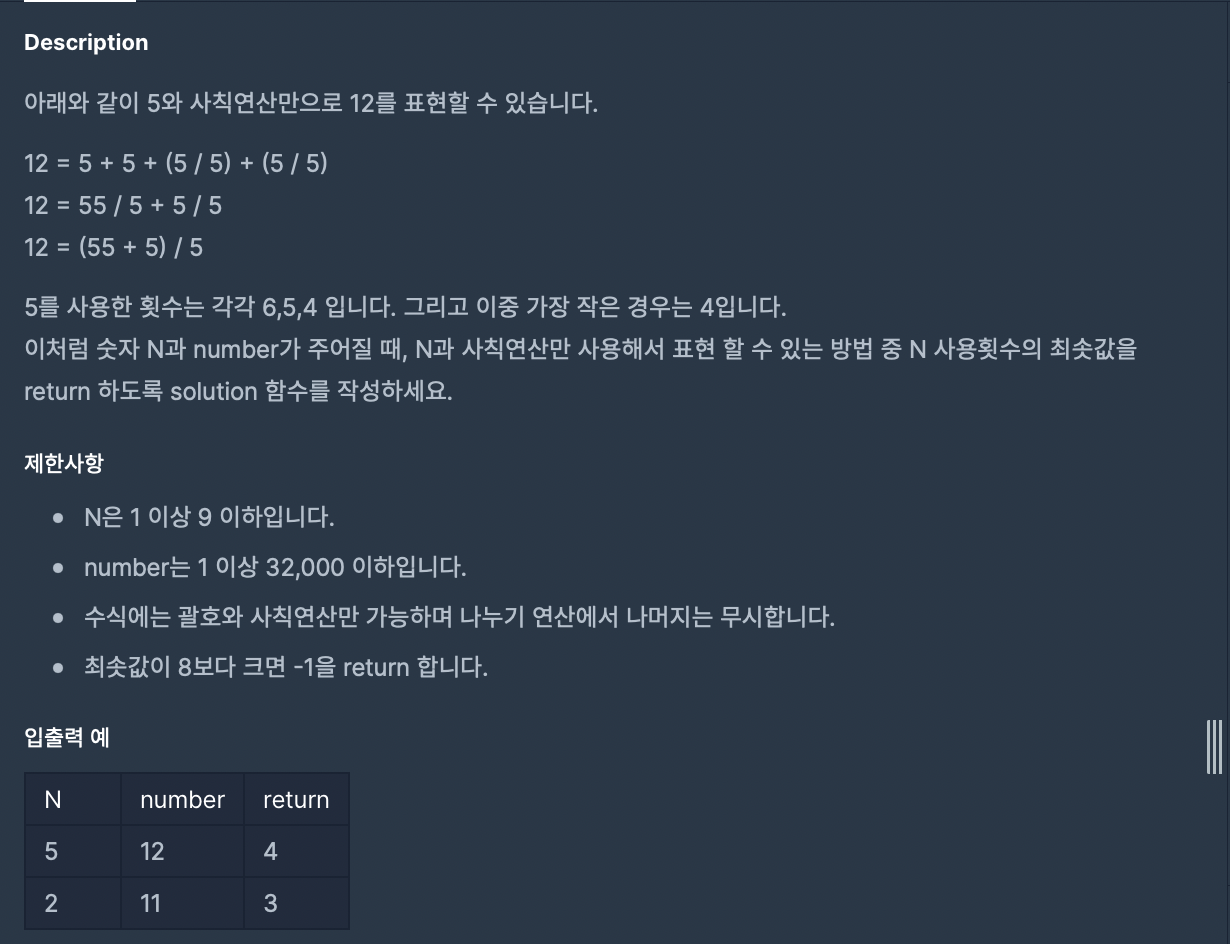 Description
아래와 같이 5와 사칙연산만으로 12를 표현할 수 있습니다.
12 = 5 + 5 + (5 / 5) + (5 / 5)
12 = 55 / 5 + 5 / 5
12 = (55 + 5) / 5
5를 사용한 횟수는 각각 6,5,4 입니다. 그리고 이중 가장 작은 경우는 4입니다.
이처럼 숫자 N과 number가 주어질 때, N과 사칙연산만 사용해서 표현 할 수 있는 방법 중 N 사용횟수의 최솟값을
return 하도록 solution 함수를 작성하세요.
제한사항
• N은 1 이상 9 이하입니다.
• number는 1 이상 32,000 이하입니다.
• 수식에는 괄호와 사칙연산만 가능하며 나누기 연산에서 나머지는 무시합니다.
• 최솟값이 8보다 크면 -1을 return 합니다.
입출력 예
N number return
5 12 4
2 11 3